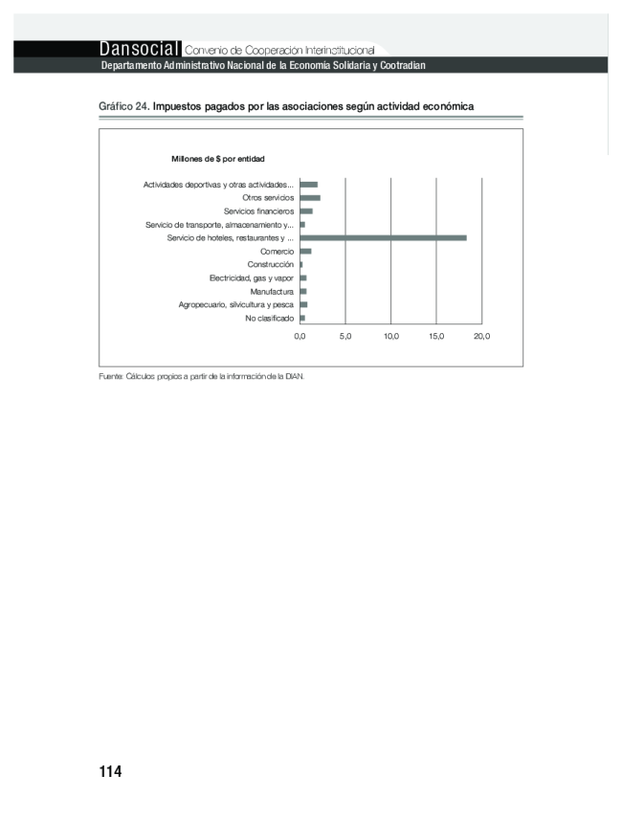 Dansocial Convenio de Cooperación Interinstitucional
Departamento Administrativo Nacional de la Economía Solidaria y Cootradian
Gráfico 24. Impuestos pagados por las asociaciones según actividad económica
Millones de $ por entidad
Actividades deportivas y otras actividades...
Otros servicios
Servicios financieros
Servicio de transporte, almacenamiento y...
Servicio de hoteles, restaurantes y ...
Comercio
Construcción
Electricidad, gas y vapor
Manufactura
Agropecuario, silvicultura y pesca
No clasificado
0,0 5,0 10,0 15,0 20,0
Fuente: Cálculos propios a partir de la información de la DIAN.
114